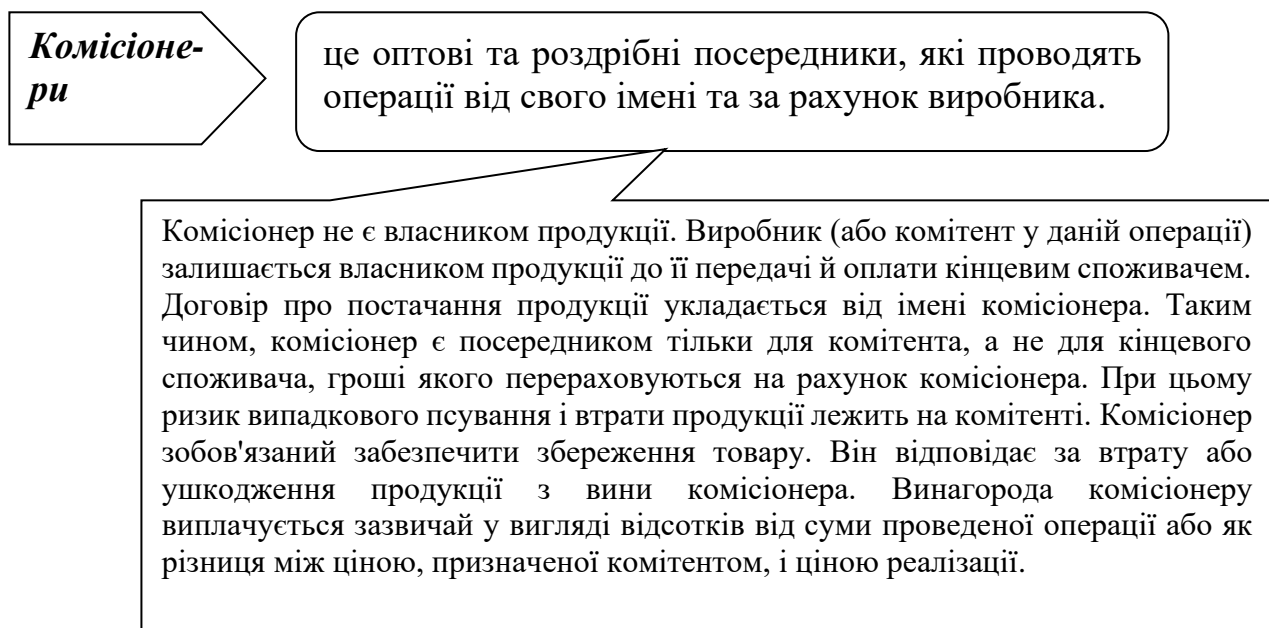 Комісіоне-
ри
це оптові та роздрібні посередники, які проводять
операції від свого імені та за рахунок виробника.
Комісіонер не є власником продукції. Виробник (або комітент у даній операції)
залишається власником продукції до її передачі й оплати кінцевим споживачем.
Договір про постачання продукції укладається від імені комісіонера. Таким
чином, комісіонер є посередником тільки для комітента, а не для кінцевого
споживача, гроші якого перераховуються на рахунок комісіонера. При цьому
ризик випадкового псування і втрати продукції лежить на комітенті. Комісіонер
зобов'язаний забезпечити збереження товару. Він відповідає за втрату або
ушкодження продукції з вини комісіонера. Винагорода комісіонеру
виплачується зазвичай у вигляді відсотків від суми проведеної операції або як
різниця між ціною, призначеної комітентом, і ціною реалізації.